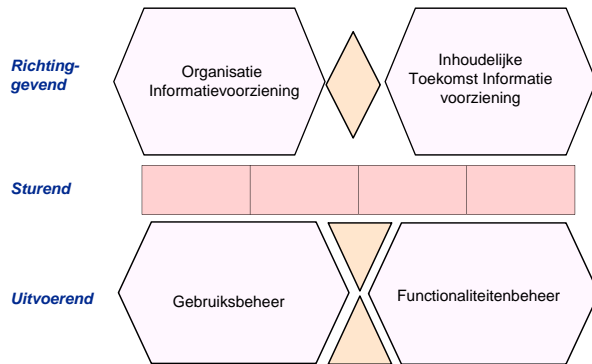 Richting-
gevend
Organisatie
Informatievoorziening
Inhoudelijke
Toekomst Informatie
voorziening
Sturend
Uitvoerend
Gebruiksbeheer
Functionaliteitenbeheer